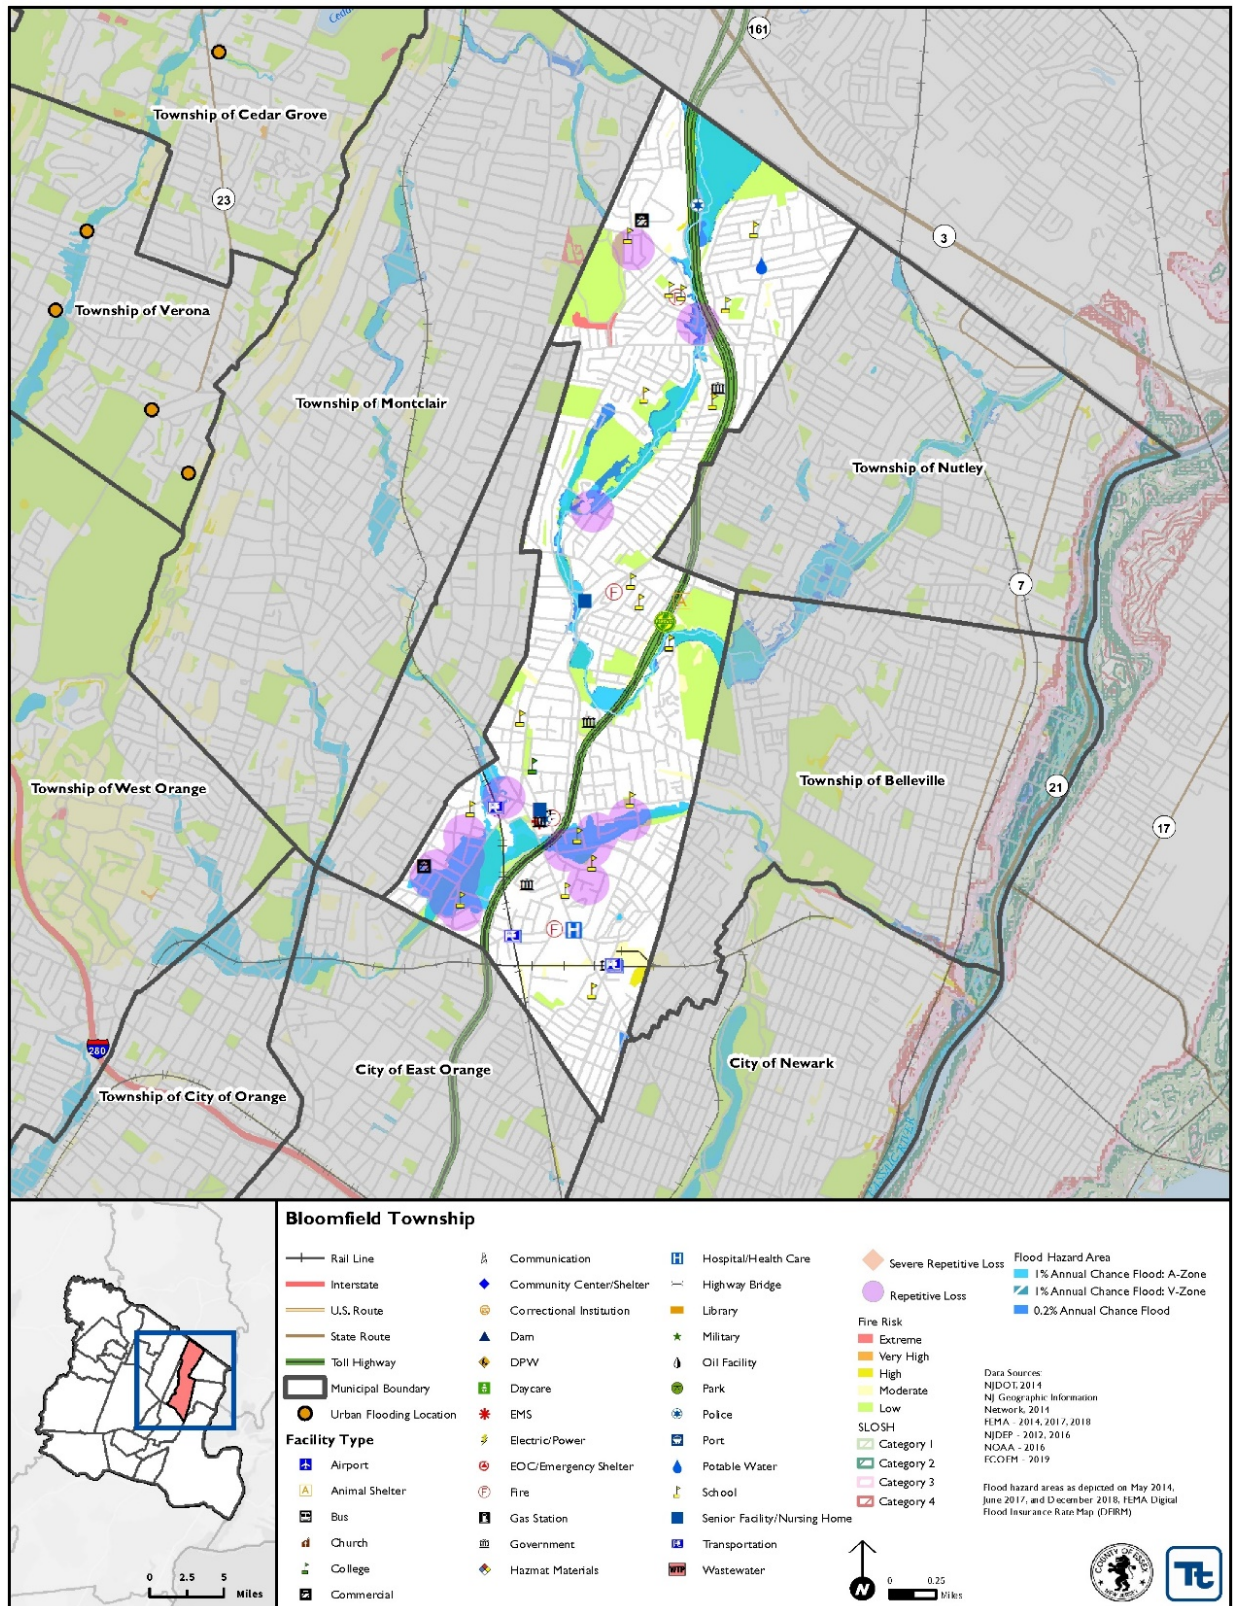 161
Township of Cedar Grove
23
3
Township of Verona
Township of Montclair
Township of Nutley
7
Township of West Orange
Township of Belleville
21
17
280
City of East Orange
City of Newark
Township of City of Orange
Bloomfield Township
Rail Line
Interstate
U.S. Route
State Route
Toll Highway
Municipal Boundary
Urban Flooding Location
Facility Type
Airport
Animal Shelter
Bus
Church
College
Commercial
Communication
Community Center/Shelter
Correctional Institution
Dam
DPW
Daycare
EMS
Electric/Power
EOC/Emergency Shelter
Fire
Gas Station
Government
Hazmat Materials
Hospital/Health Care
Highway Bridge
Library
Military
Oil Facility
Park
Police
Port
Potable Water
School
Senior Facility/Nursing Home
Transportation
Wastewater
Severe Repetitive Loss
Repetitive Loss
Fire Risk
Extreme
Very High
High
Moderate
Low
SLOSH
Category 1
Category 2
Category 3
Category 4
Flood Hazard Area
1% Annual Chance Flood: A-Zone
1% Annual Chance Flood: V-Zone
0.2% Annual Chance Flood
Data Sources:
NJDOT, 2014
NJ Geographic Information
Network, 2014
FEMA - 2014, 2017, 2018
NJDEP - 2012, 2016
NOAA - 2016
ECOEM - 2019
Flood hazard areas as depicted on May 2014,
June 2017, and December 2018, FEMA Digital
Flood Insurance Rate Map (DFIRM)
0 2.5 5
Miles
N
0 0.25
Miles
COUNTY OF ESSEX
NEW JERSEY
Tt